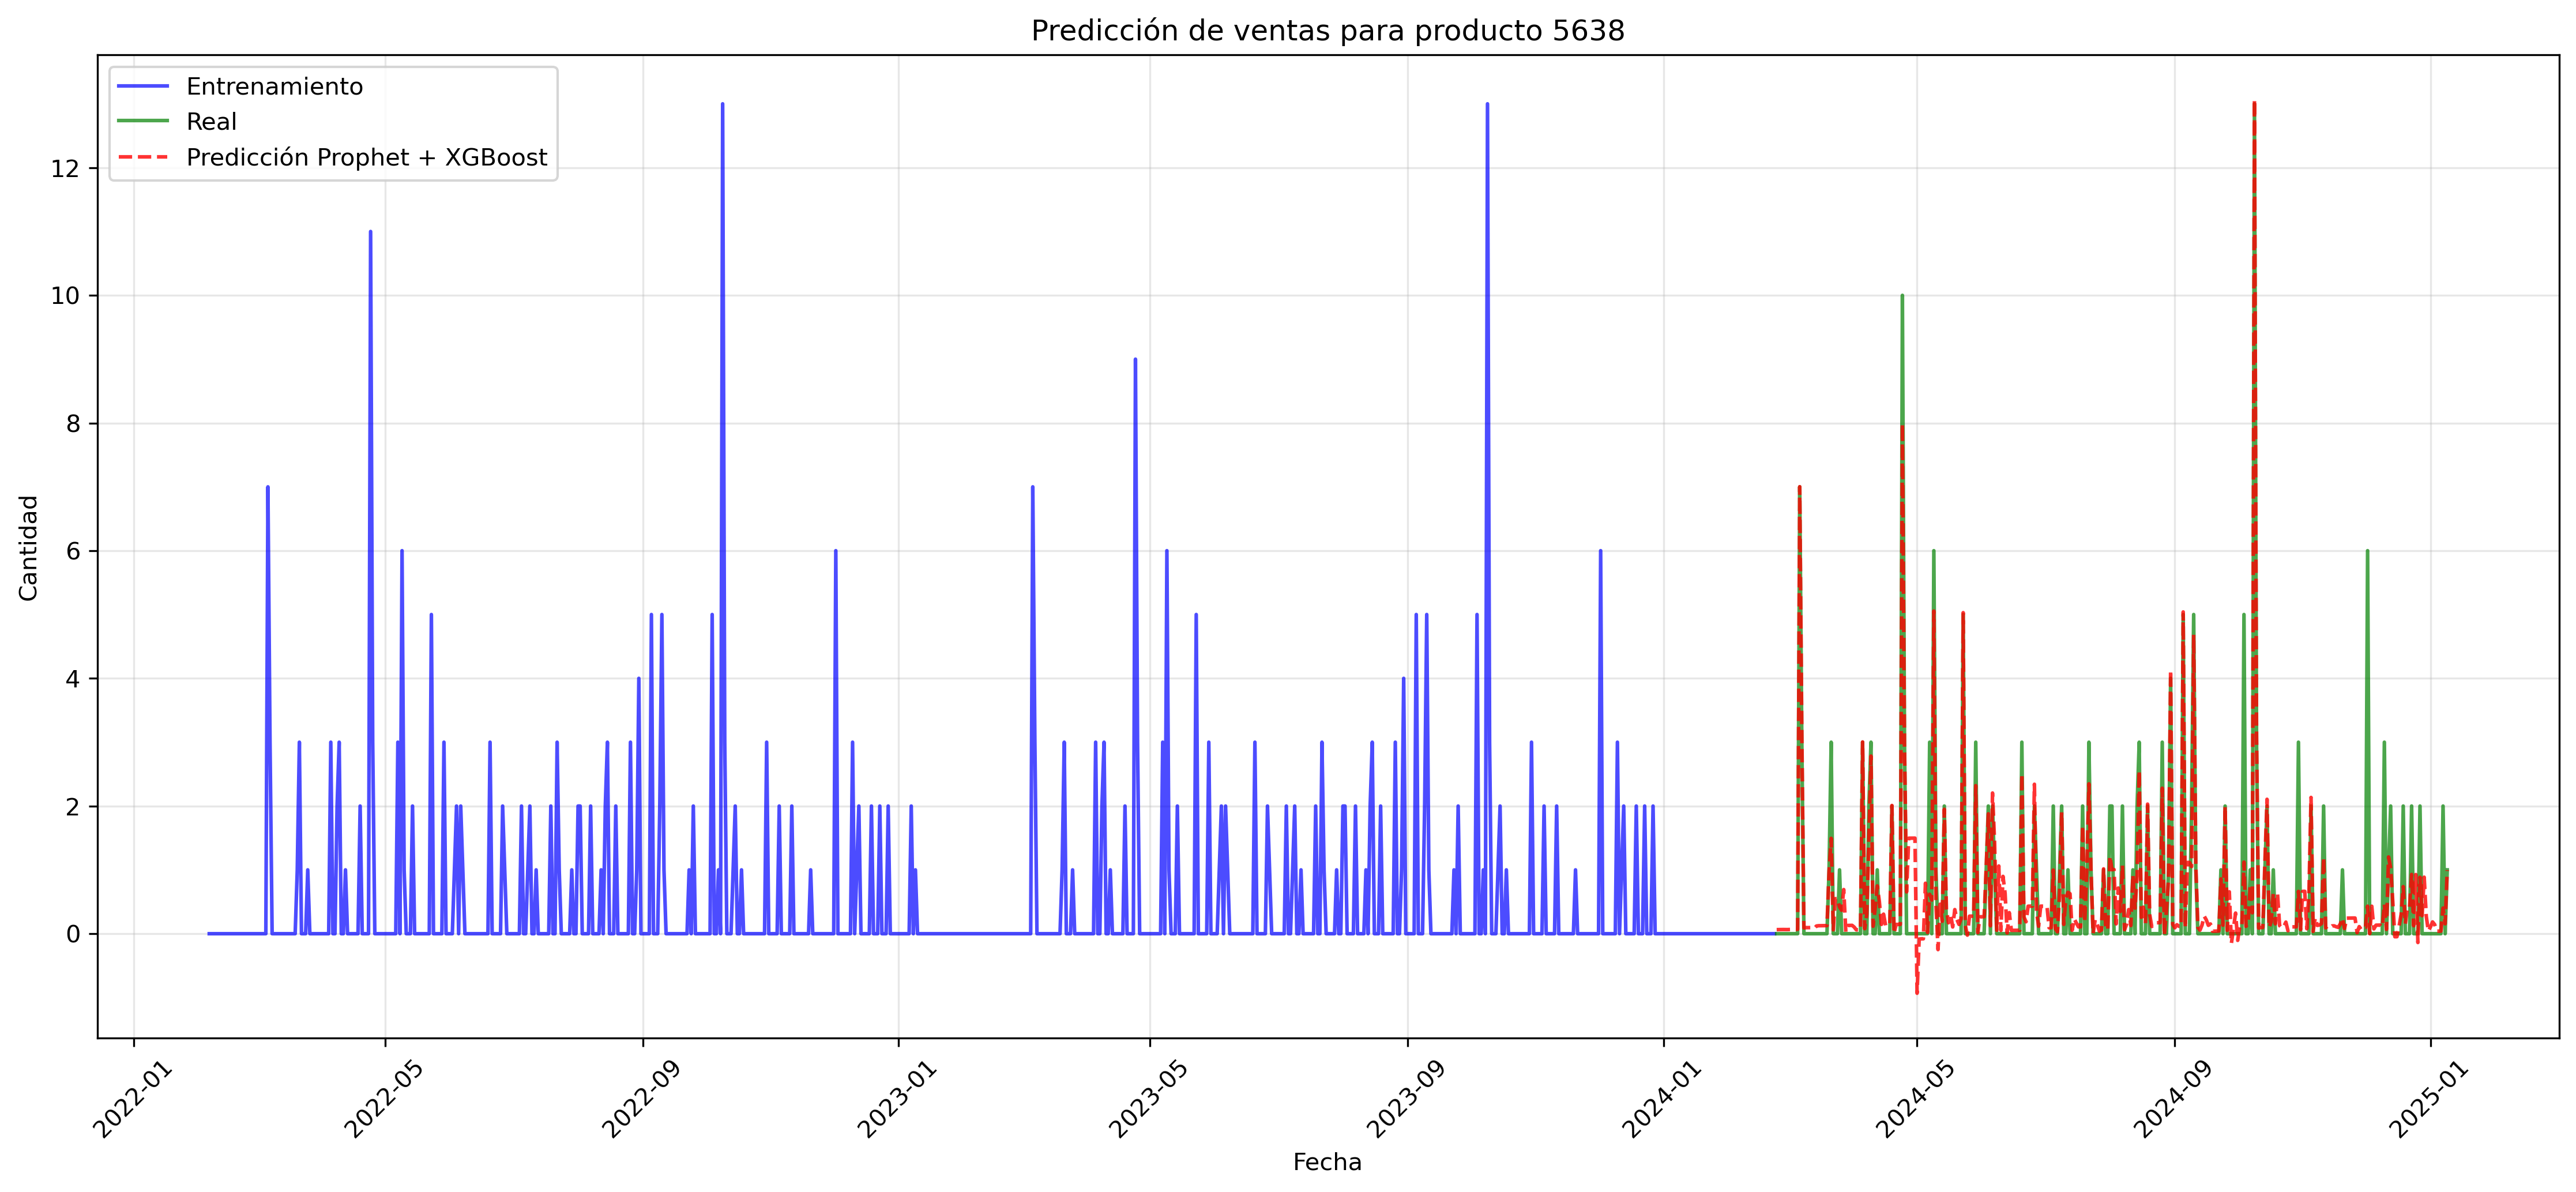 Predicción de ventas para producto 5638
Entrenamiento
Real
Predicción Prophet + XGBoost
Cantidad
12
10
8
6
4
2
0
2022-01
2022-05
2022-09
2023-01
2023-05
2023-09
2024-01
2024-05
2024-09
2025-01
Fecha